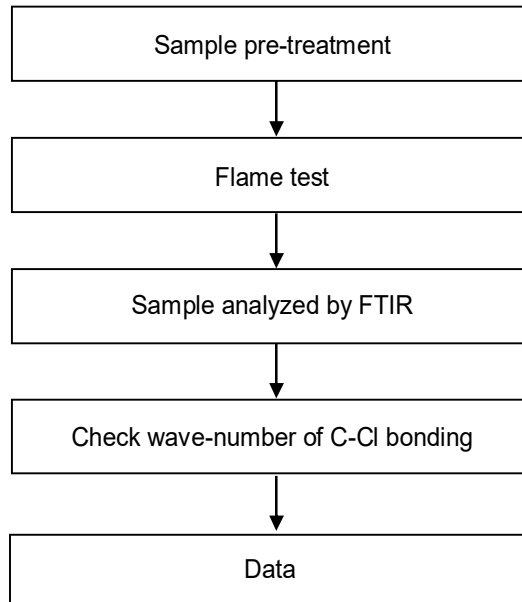 Sample pre-treatment
Flame test
Sample analyzed by FTIR
Check wave-number of C-Cl bonding
Data